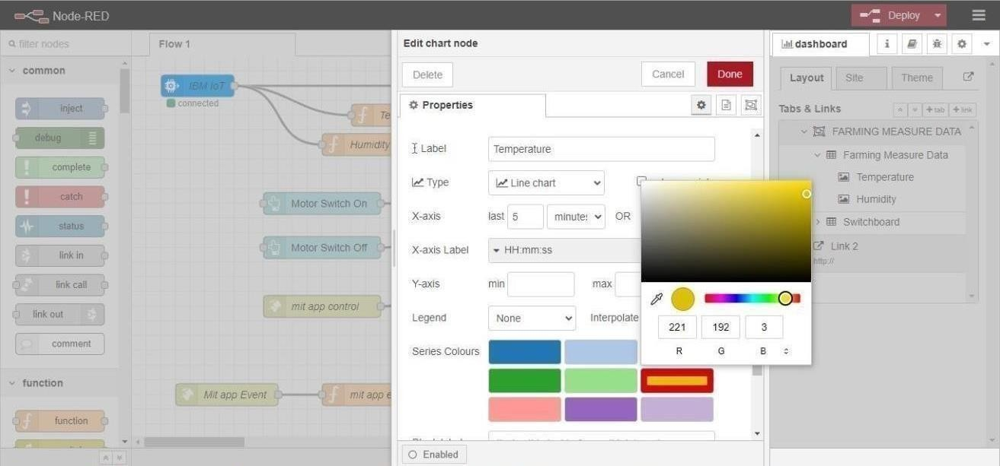 Node-RED
Deploy
filter nodes
Flow 1
Edit chart node
dashboard
common
Delete
Cancel
Done
Layout
Site
Theme
IBM IoT
connected
Properties
Tabs & Links
tab
link
inject
debug
complete
catch
status
link in
link call
link out
comment
function
function
Te
Humidity
Motor Switch On
Motor Switch Off
mit app control
Mit app Event
mit app e
Label
Temperature
Type
Line chart
X-axis
last
5
minutes
OR
X-axis Label
HH:mm:ss
Y-axis
min
max
Legend
None
Interpolate
Series Colours
221
192
3
R
G
B
Enabled
FARMING MEASURE DATA
Farming Measure Data
Temperature
Humidity
Switchboard
Link 2
http://